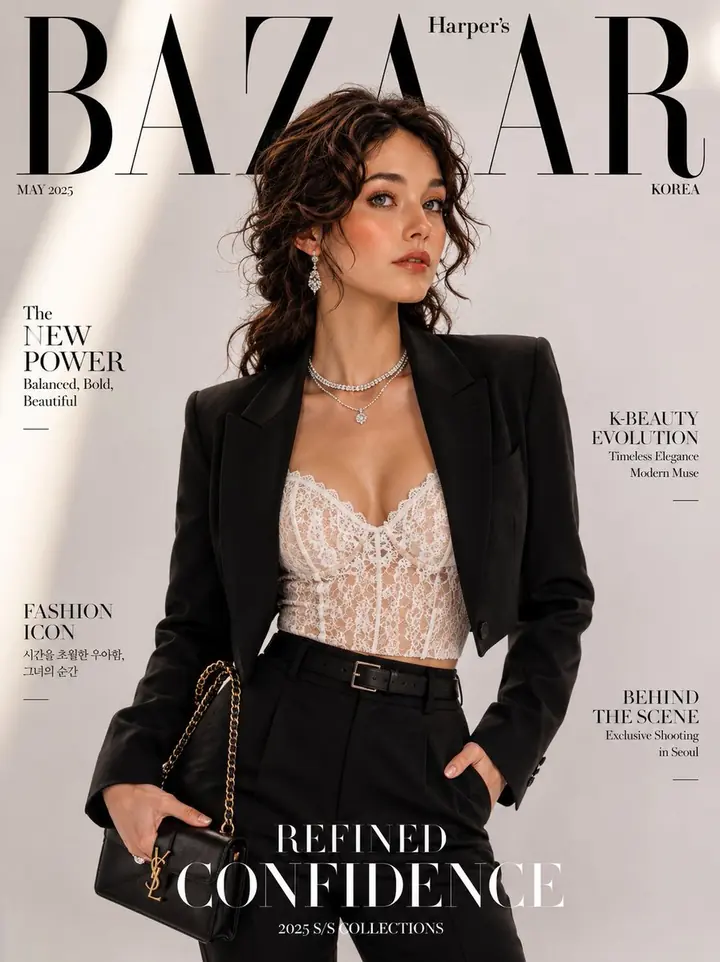 Harper's
BAZAAR
MAY 2025
KOREA
The
NEW
POWER
Balanced, Bold,
Beautiful
K-BEAUTY
EVOLUTION
Timeless Elegance
Modern Muse
FASHION
ICON
시간을 초월한 우아함,
그녀의 순간
BEHIND
THE SCENE
Exclusive Shooting
in Seoul
YSL
REFINED
CONFIDENCE
2025 S/S COLLECTIONS